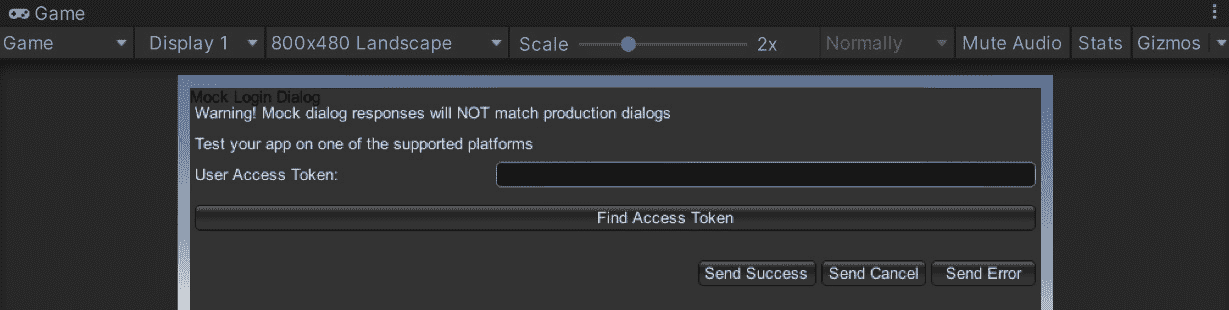 Game
Game Display 1 800x480 Landscape Scale 2x Normally Mute Audio Stats Gizmos
Mock Login Dialog
Warning! Mock dialog responses will NOT match production dialogs
Test your app on one of the supported platforms
User Access Token:
Find Access Token
Send Success Send Cancel Send Error